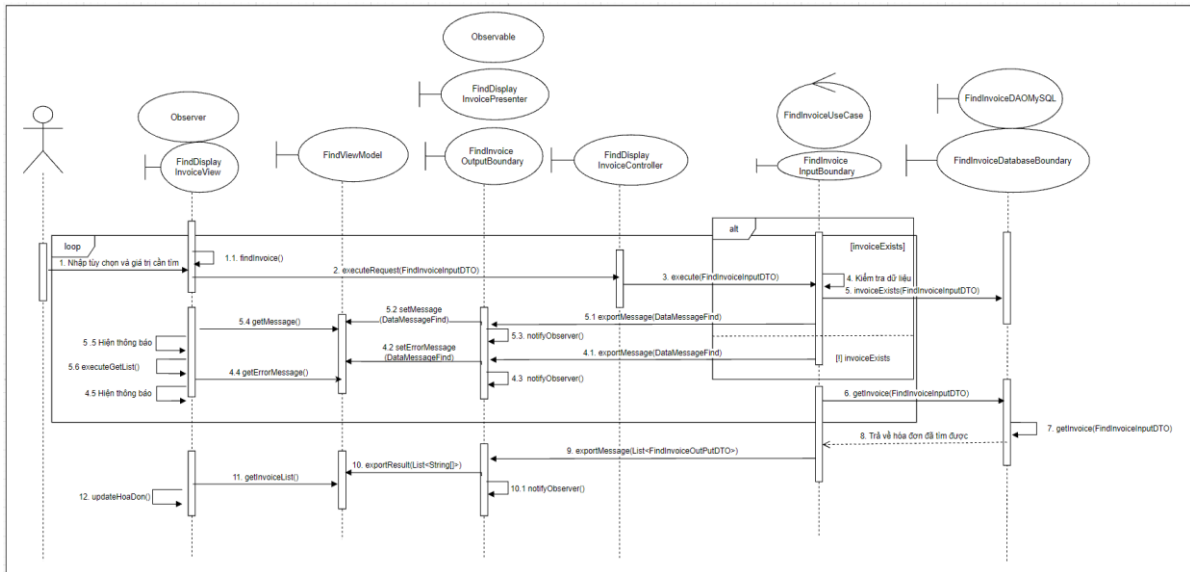 Observable
FindDisplay
InvoicePresenter
FindInvoiceDAOMySQL
Observer
FindInvoiceUseCase
FindDisplay
InvoiceView
FindViewModel
FindInvoice
OutputBoundary
FindDisplay
InvoiceController
FindInvoice
InputBoundary
FindInvoiceDatabaseBoundary
loop
alt
[invoiceExists]
1. Nhập tùy chọn và giá trị cần tìm
1.1. findInvoice()
2. executeRequest(FindInvoiceInputDTO)
3. execute(FindInvoiceInputDTO)
4. Kiểm tra dữ liệu
5. invoiceExists(FindInvoiceInputDTO)
5.4 getMessage()
5.2 setMessage
(DataMessageFind)
5.1 exportMessage(DataMessageFind)
5.3. notifyObserver()
5 .5 Hiện thông báo
4.2 setErrorMessage
(DataMessageFind)
4.1. exportMessage(DataMessageFind)
[!] invoiceExists
5.6 executeGetList()
4.4 getErrorMessage()
4.3 notifyObserver()
4.5 Hiện thông báo
6. getInvoice(FindInvoiceInputDTO)
7. getInvoice(FindInvoiceInputDTO)
8. Trả về hóa đơn đã tìm được
9. exportMessage(List<FindInvoiceOutPutDTO>)
10. exportResult(List<String[]>)
11. getInvoiceList()
10.1 notifyObserver()
12. updateHoaDon()